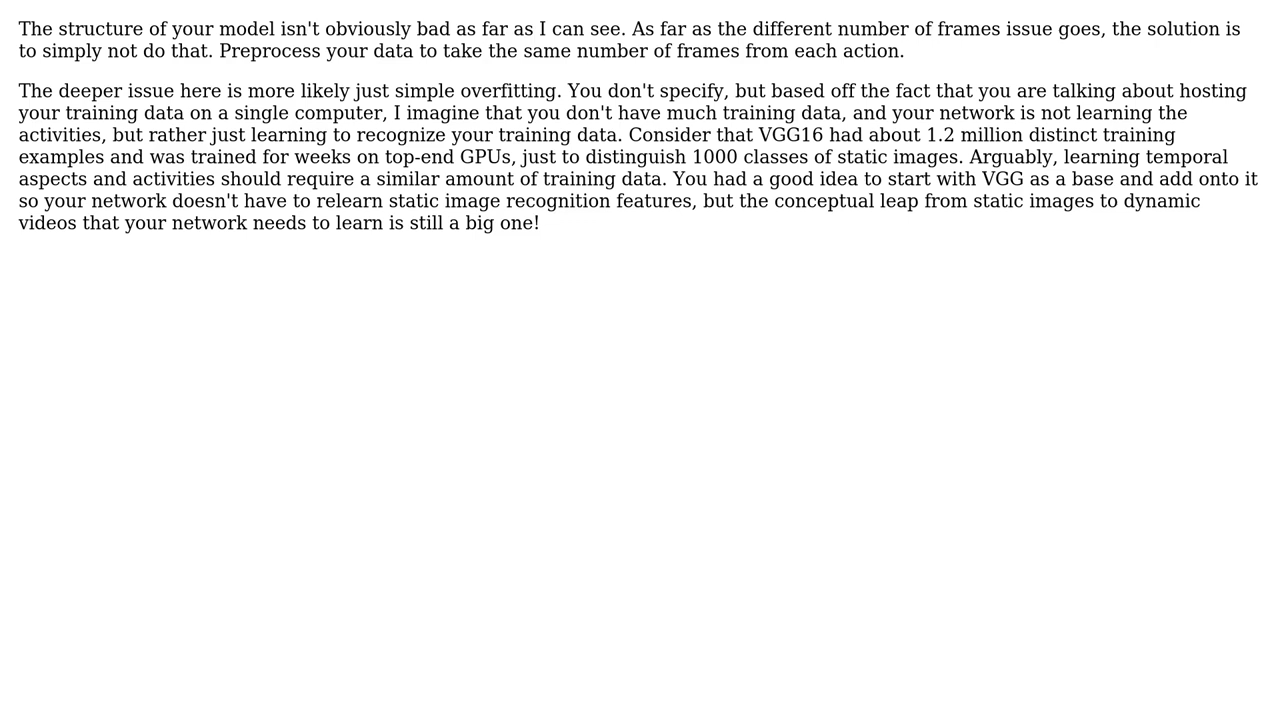 The structure of your model isn't obviously bad as far as I can see. As far as the different number of frames issue goes, the solution is
to simply not do that. Preprocess your data to take the same number of frames from each action.
The deeper issue here is more likely just simple overfitting. You don't specify, but based off the fact that you are talking about hosting
your training data on a single computer, I imagine that you don't have much training data, and your network is not learning the
activities, but rather just learning to recognize your training data. Consider that VGG16 had about 1.2 million distinct training
examples and was trained for weeks on top-end GPUs, just to distinguish 1000 classes of static images. Arguably, learning temporal
aspects and activities should require a similar amount of training data. You had a good idea to start with VGG as a base and add onto it
so your network doesn't have to relearn static image recognition features, but the conceptual leap from static images to dynamic
videos that your network needs to learn is still a big one!